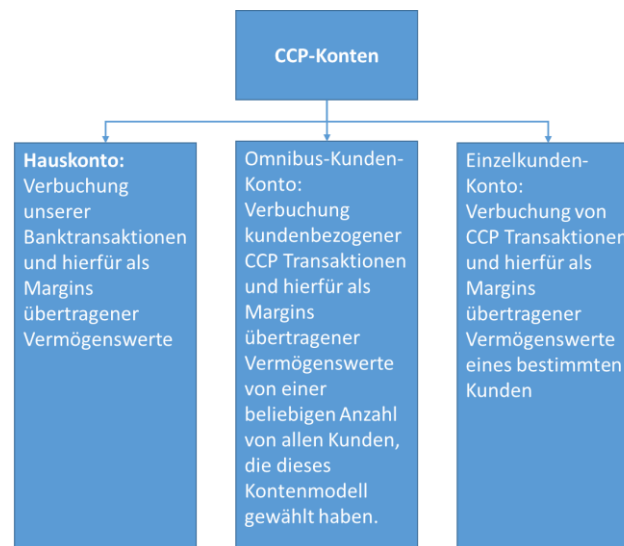 CCP-Konten
Hauskonto:
Verbuchung
unserer
Banktransaktionen
und hierfür als
Margins
übertragener
Vermögenswerte
Omnibus-Kunden-
Konto:
Verbuchung
kundenbezogener
CCP Transaktionen
und hierfür als
Margins
übertragener
Vermögenswerte
von einer
beliebigen Anzahl
von allen Kunden,
die dieses
Kontenmodell
gewählt haben.
Einzelkunden-
Konto:
Verbuchung von
CCP Transaktionen
und hierfür als
Margins
übertragener
Vermögenswerte
eines bestimmten
Kunden